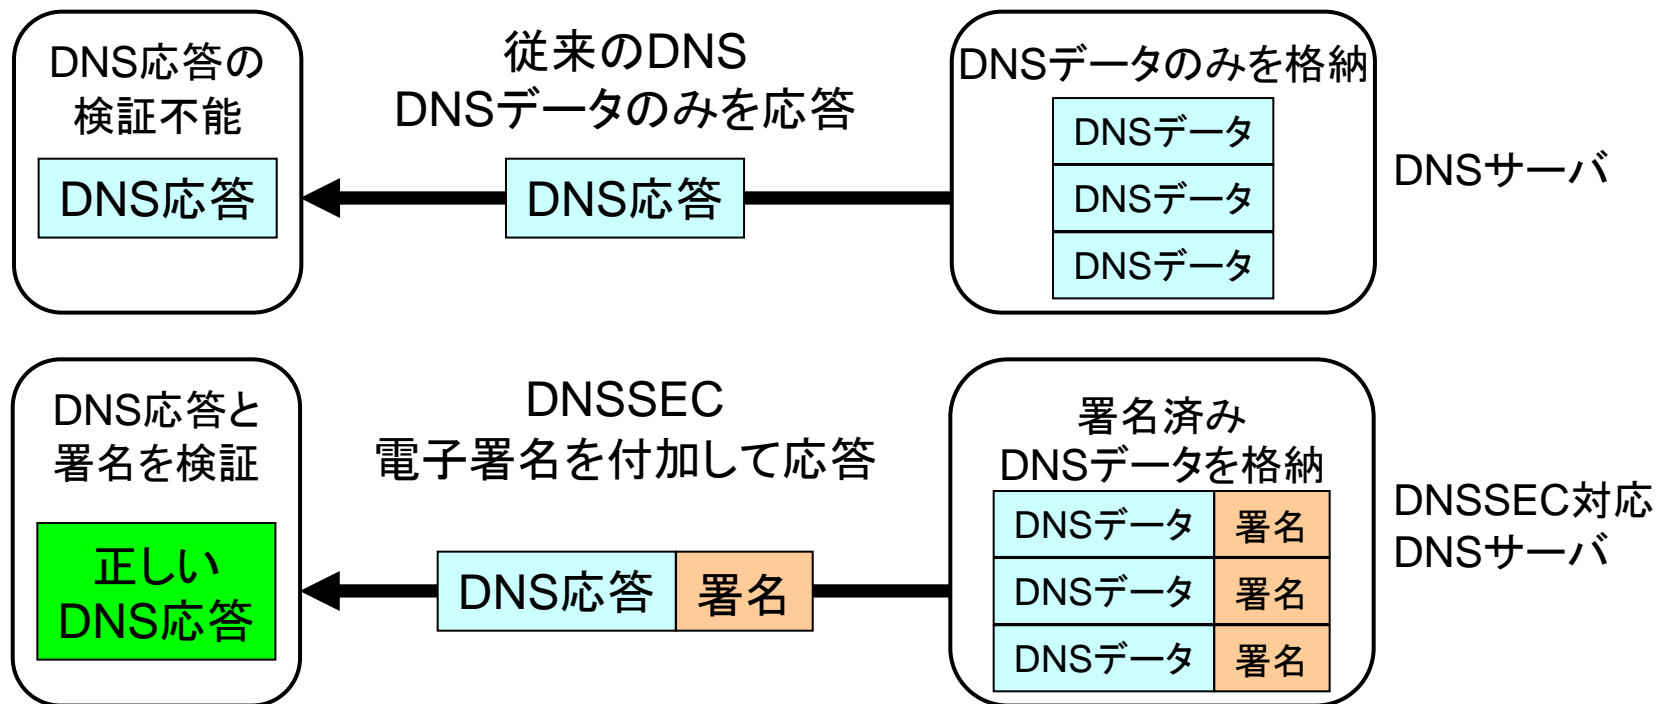 DNS応答の
検証不能
DNS応答
従来のDNS
DNSデータのみを応答
DNS応答
DNSデータのみを格納
DNSデータ
DNSデータ
DNSデータ
DNSサーバ
DNS応答と
署名を検証
正しい
DNS応答
DNSSEC
電子署名を付加して応答
DNS応答 署名
署名済み
DNSデータを格納
DNSデータ 署名
DNSデータ 署名
DNSデータ 署名
DNSSEC対応
DNSサーバ